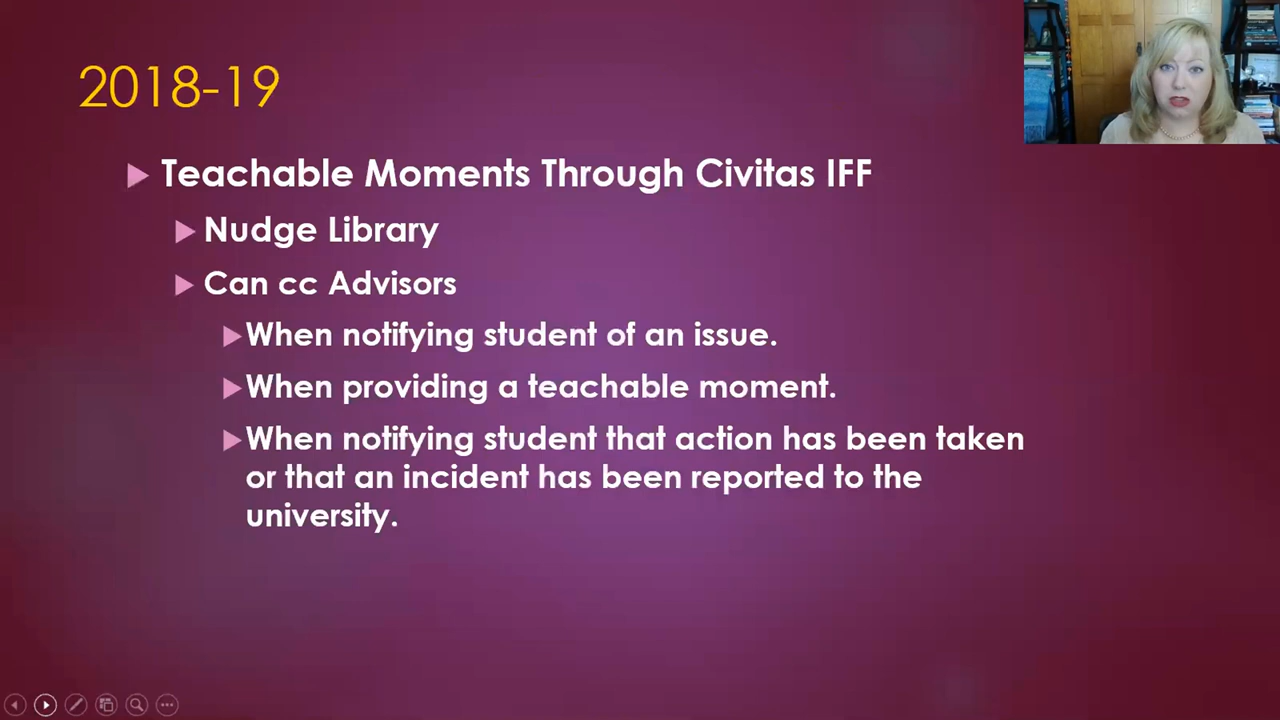 2018-19
Teachable Moments Through Civitas IFF
Nudge Library
Can cc Advisors
When notifying student of an issue.
When providing a teachable moment.
When notifying student that action has been taken
or that an incident has been reported to the
university.